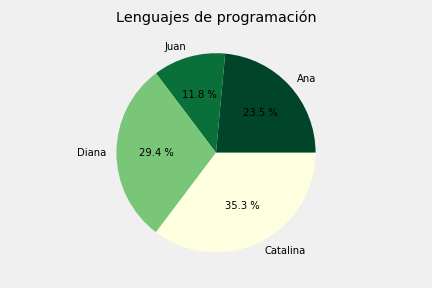 Lenguajes de programación
Juan
Ana
11.8 %
23.5 %
Diana
29.4 %
35.3 %
Catalina